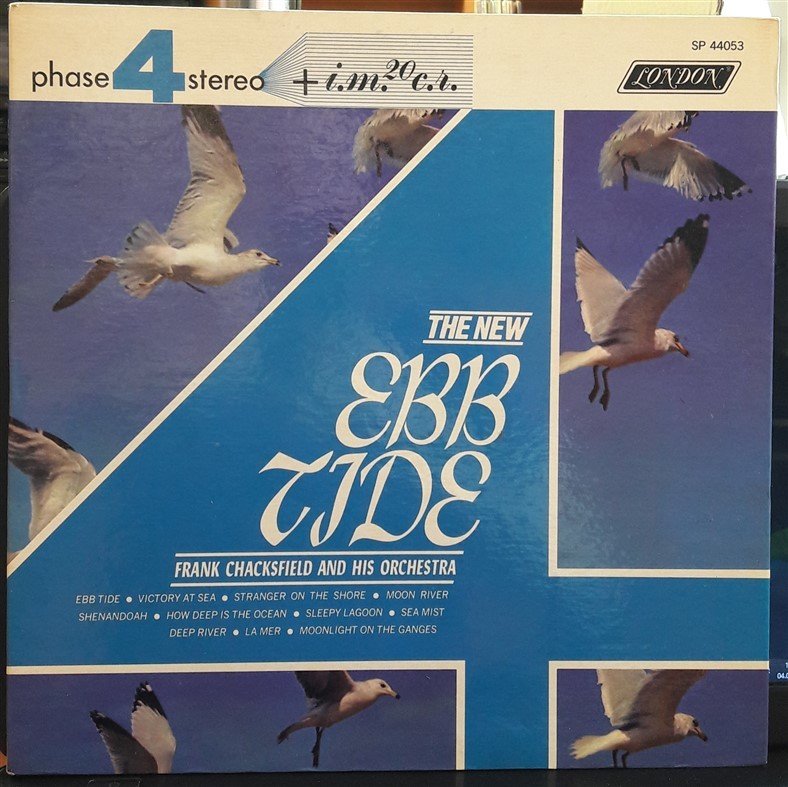 phase 4 stereo + i.m. 20 c.r.
SP 44053
LONDON
THE NEW
EBB
TIDE
FRANK CHACKSFIELD AND HIS ORCHESTRA
EBB TIDE • VICTORY AT SEA • STRANGER ON THE SHORE • MOON RIVER
SHENANDOAH • HOW DEEP IS THE OCEAN • SLEEPY LAGOON • SEA MIST
DEEP RIVER • LA MER • MOONLIGHT ON THE GANGES